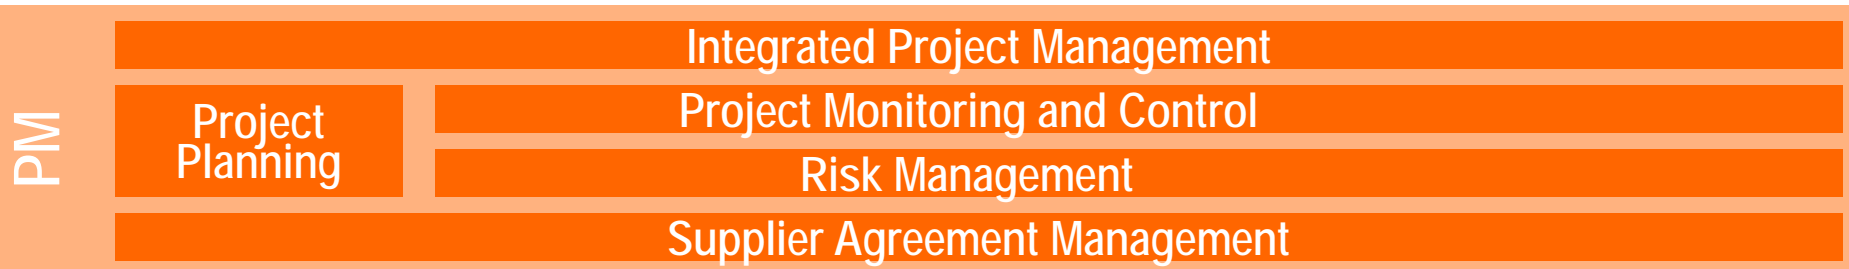 PM
Integrated Project Management
Project
Planning
Project Monitoring and Control
Risk Management
Supplier Agreement Management